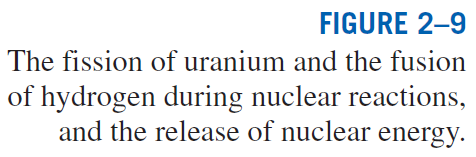 FIGURE 2–9
The fission of uranium and the fusion
of hydrogen during nuclear reactions,
and the release of nuclear energy.